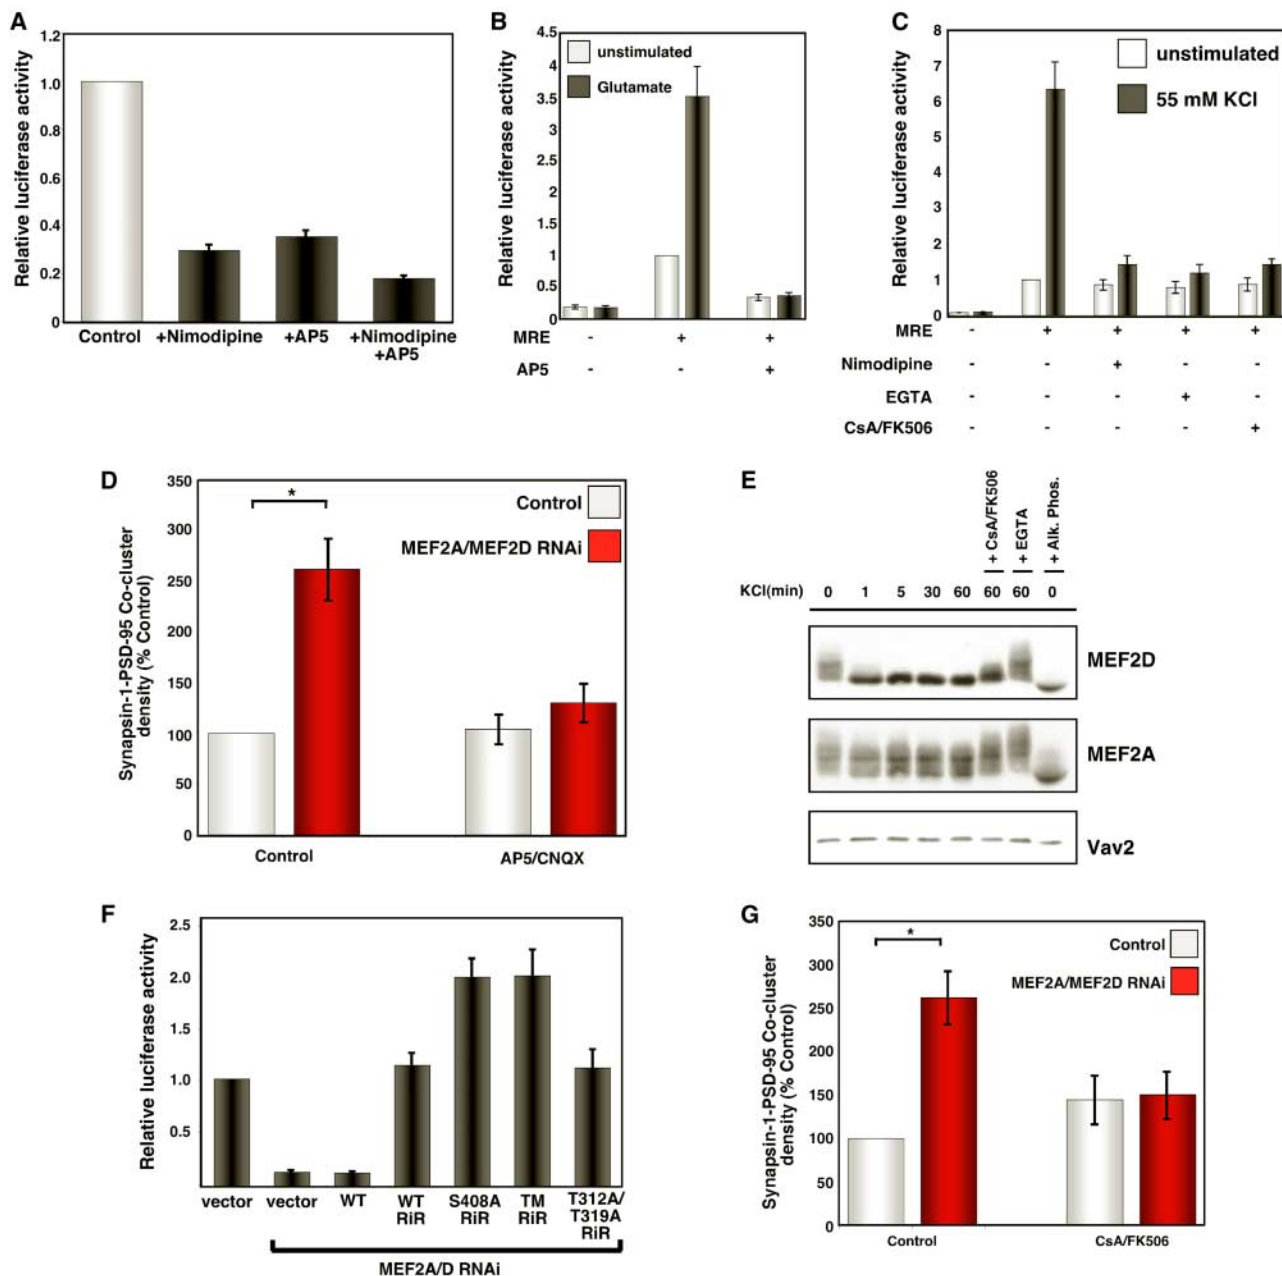 A
Relative luciferase activity
1.2
1.0
0.8
0.6
0.4
0.2
0
Control
+Nimodipine
+AP5
+Nimodipine
+AP5
B
Relative luciferase activity
4.5
4
3.5
3
2.5
2
1.5
1
0.5
0
unstimulated
Glutamate
MRE - + +
AP5 - - +
C
Relative luciferase activity
8
7
6
5
4
3
2
1
0
unstimulated
55 mM KCl
MRE - + + + +
Nimodipine - - + - -
EGTA - - - + -
CsA/FK506 - - - - +
D
Synapsin-1-PSD-95 Co-cluster
density (% Control)
350
300
250
200
150
100
50
0
*
Control
MEF2A/MEF2D RNAi
Control
AP5/CNQX
E
+ CsA/FK506
+ EGTA
+ Alk. Phos.
KCl(min) 0 1 5 30 60 60 60 0
MEF2D
MEF2A
Vav2
F
Relative luciferase activity
2.5
2.0
1.5
1.0
0.5
vector
vector
WT
WT
RiR
S408A
RiR
TM
RiR
T312A/
T319A
RiR
MEF2A/D RNAi
G
Synapsin-1-PSD-95 Co-cluster
density (% Control)
350
300
250
200
150
100
50
0
*
Control
MEF2A/MEF2D RNAi
Control
CsA/FK506